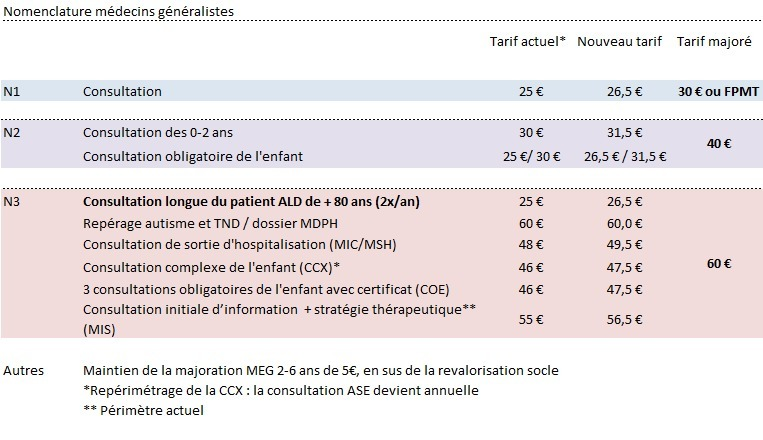 Nomenclature médecins généralistes
Tarif actuel* Nouveau tarif Tarif majoré
N1 Consultation 25 € 26,5 € 30 € ou FPMT
N2 Consultation des 0-2 ans 30 € 31,5 €
40 €
Consultation obligatoire de l'enfant 25 €/ 30 € 26,5 € / 31,5 €
N3 Consultation longue du patient ALD de + 80 ans (2x/an) 25 € 26,5 €
Repérage autisme et TND / dossier MDPH 60 € 60,0 €
Consultation de sortie d'hospitalisation (MIC/MSH) 48 € 49,5 €
Consultation complexe de l'enfant (CCX)* 46 € 47,5 € 60 €
3 consultations obligatoires de l'enfant avec certificat (COE) 46 € 47,5 €
Consultation initiale d’information + stratégie thérapeutique**
(MIS) 55 € 56,5 €
Autres Maintien de la majoration MEG 2-6 ans de 5€, en sus de la revalorisation socle
*Repérimétrage de la CCX : la consultation ASE devient annuelle
** Périmètre actuel